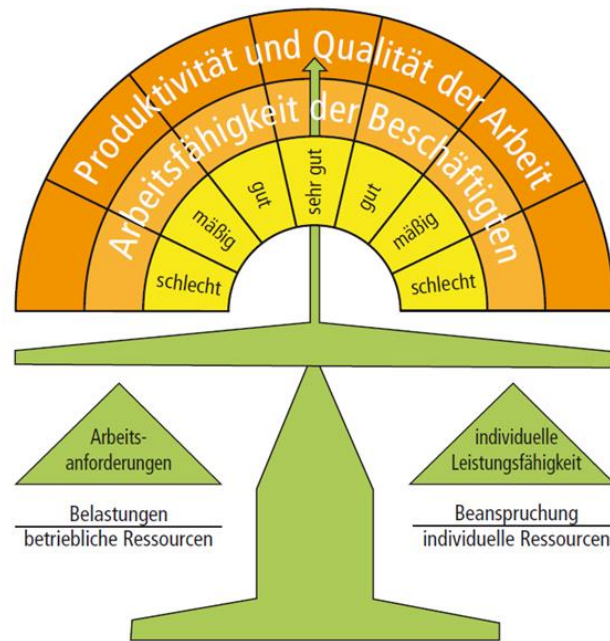 Produktivität und Qualität der Arbeit
Arbeitsfähigkeit der Beschäftigten
schlecht
mäßig
gut
sehr gut
gut
mäßig
schlecht
Arbeits-
anforderungen
Belastungen
betriebliche Ressourcen
individuelle
Leistungsfähigkeit
Beanspruchung
individuelle Ressourcen